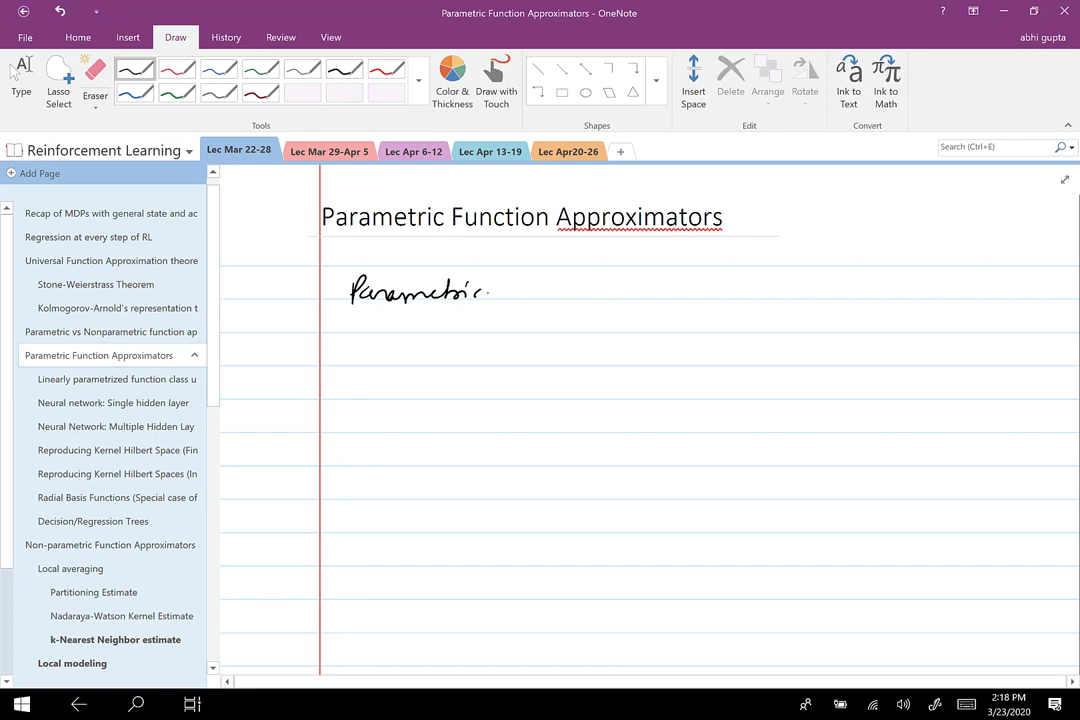 Parametric Function Approximators - OneNote
?
File
Home
Insert
Draw
History
Review
View
abhi gupta
Type
Lasso Select
Eraser
Color & Thickness
Draw with Touch
Insert Space
Delete
Arrange
Rotate
Ink to Text
Ink to Math
Tools
Shapes
Edit
Convert
Reinforcement Learning
Lec Mar 22-28
Lec Mar 29-Apr 5
Lec Apr 6-12
Lec Apr 13-19
Lec Apr20-26
+
Search (Ctrl+E)
Add Page
Recap of MDPs with general state and ac
Regression at every step of RL
Universal Function Approximation theore
Stone-Weierstrass Theorem
Kolmogorov-Arnold's representation t
Parametric vs Nonparametric function ap
Parametric Function Approximators
Linearly parametrized function class u
Neural network: Single hidden layer
Neural Network: Multiple Hidden Lay
Reproducing Kernel Hilbert Space (Fin
Reproducing Kernel Hilbert Spaces (In
Radial Basis Functions (Special case of
Decision/Regression Trees
Non-parametric Function Approximators
Local averaging
Partitioning Estimate
Nadaraya-Watson Kernel Estimate
k-Nearest Neighbor estimate
Local modeling
Parametric Function Approximators
Parametric
2:18 PM
3/23/2020